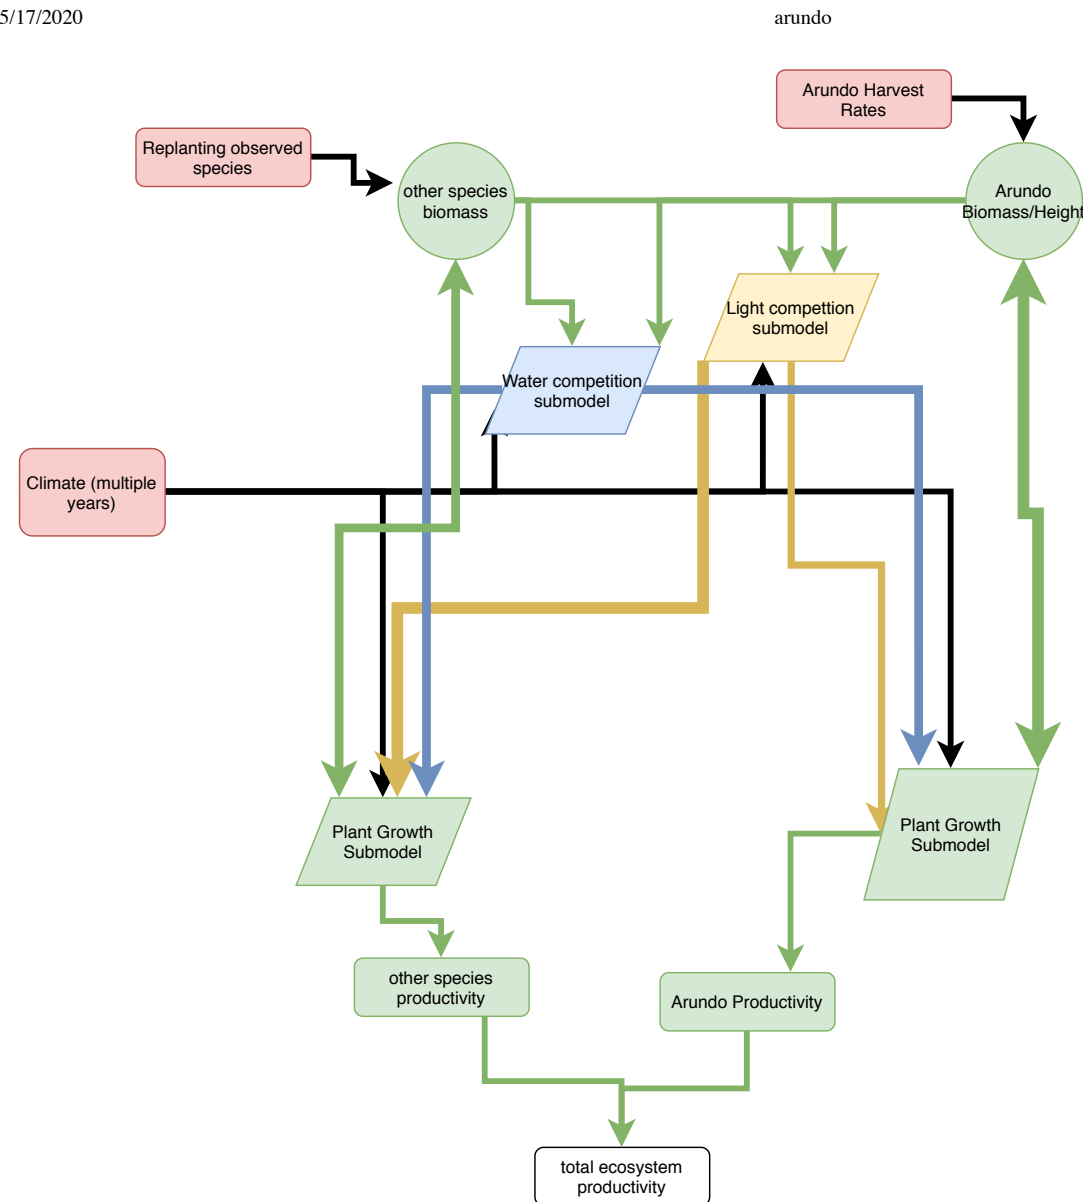 5/17/2020
arundo
Arundo Harvest
Rates
Replanting observed
species
other species
biomass
Arundo
Biomass/Height
Light compettion
submodel
Water competition
submodel
Climate (multiple
years)
Plant Growth
Submodel
Plant Growth
Submodel
other species
productivity
Arundo Productivity
total ecosystem
productivity